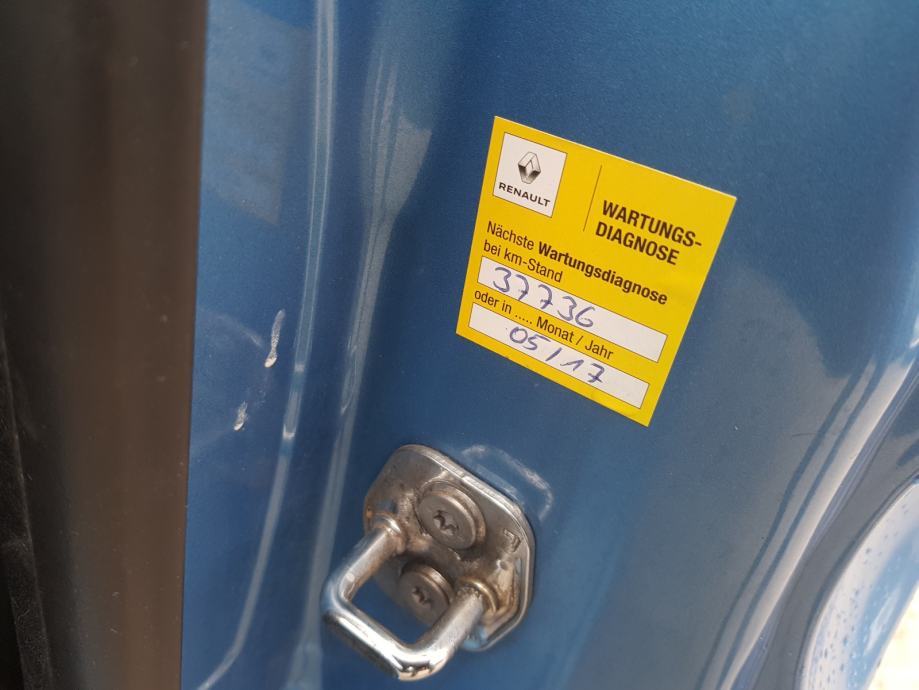 RENAULT
WARTUNGS-
DIAGNOSE
Nächste Wartungsdiagnose
bei km-Stand
37736
oder in ..... Monat / Jahr
05/17